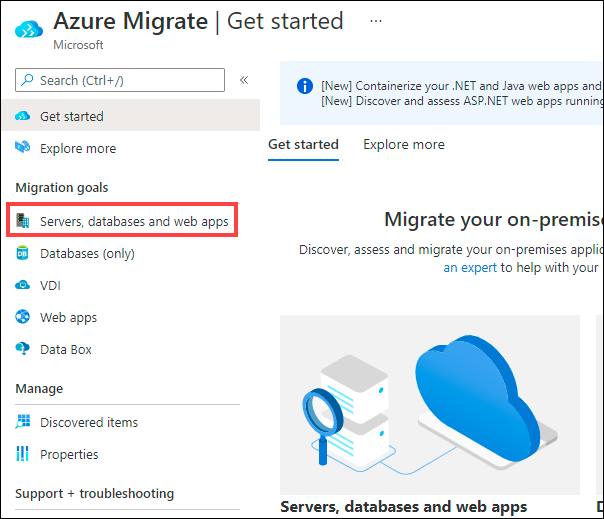 Azure Migrate | Get started ...
Microsoft
Search (Ctrl+/)
«
Get started
Explore more
Migration goals
Servers, databases and web apps
DB
Databases (only)
VDI
Web apps
Data Box
Manage
Discovered items
Properties
Support + troubleshooting
[New] Containerize your .NET and Java web apps and
[New] Discover and assess ASP.NET web apps running
Get started
Explore more
Migrate your on-premise
Discover, assess and migrate your on-premises applic
an expert to help with your
Servers, databases and web apps